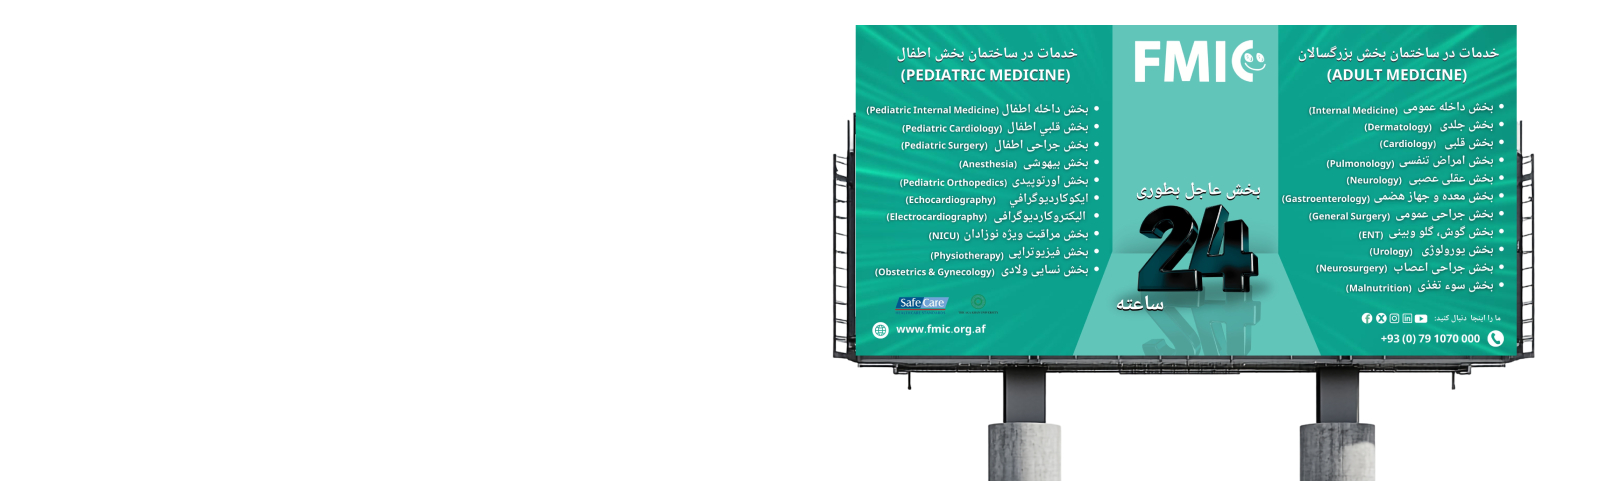 FMIC
خدمات در ساختمان بخش بزرگسالان
(ADULT MEDICINE)
بخش داخله عمومی (Internal Medicine)
بخش جلدی (Dermatology)
بخش قلبی (Cardiology)
بخش امراض تنفسی (Pulmonology)
بخش عقلی عصبی (Neurology)
بخش معده و جهاز هضمی (Gastroenterology)
بخش جراحی عمومی (General Surgery)
بخش گوش، گلو وبینی (ENT)
بخش یورولوژی (Urology)
بخش جراحی اعصاب (Neurosurgery)
بخش سوء تغذی (Malnutrition)
ما را اینجا دنبال کنید:
+93 (0) 79 1070 000
بخش عاجل بطوری
24
ساعته
خدمات در ساختمان بخش اطفال
(PEDIATRIC MEDICINE)
بخش داخله اطفال (Pediatric Internal Medicine)
بخش قلبي اطفال (Pediatric Cardiology)
بخش جراحی اطفال (Pediatric Surgery)
بخش بیهوشی (Anesthesia)
بخش اورتوپیدی (Pediatric Orthopedics)
ایکوکاردیوگرافي (Echocardiography)
الیکتروکاردیوگرافی (Electrocardiography)
بخش مراقبت ویژه نوزادان (NICU)
بخش فیزیوتراپی (Physiotherapy)
بخش نسایی ولادی (Obstetrics & Gynecology)
SafeCare
www.fmic.org.af